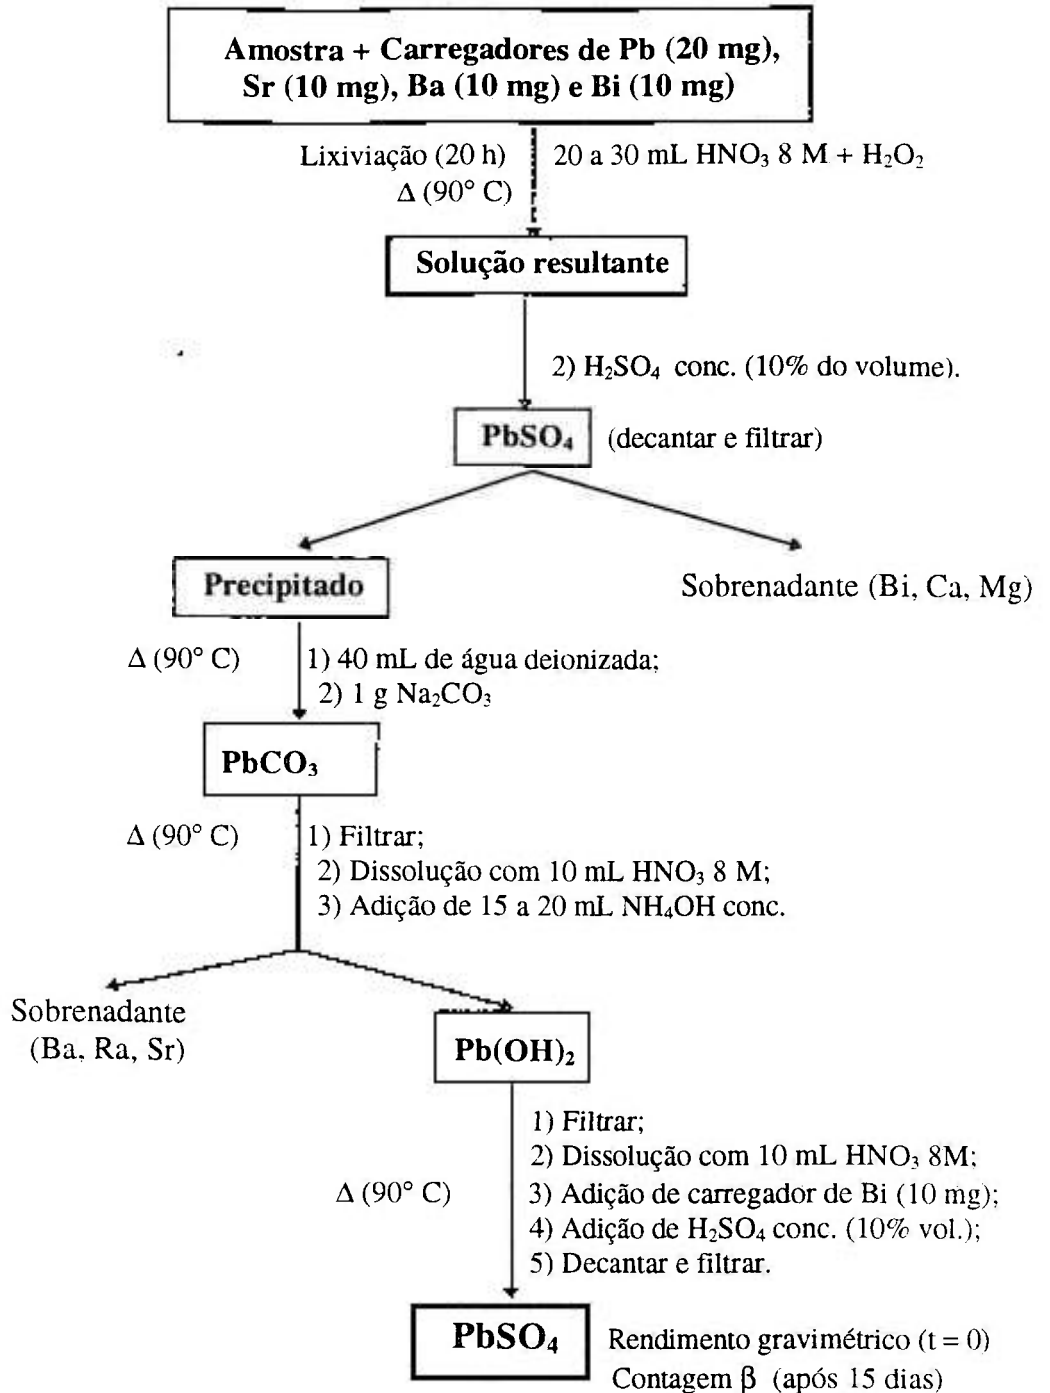 Amostra + Carregadores de Pb (20 mg),
Sr (10 mg), Ba (10 mg) e Bi (10 mg)
Lixiviação (20 h)
Δ (90° C)
20 a 30 mL HNO₃ 8 M + H₂O₂
Solução resultante
2) H₂SO₄ conc. (10% do volume).
PbSO₄
(decantar e filtrar)
Precipitado
Sobrenadante (Bi, Ca, Mg)
Δ (90° C)
1) 40 mL de água deionizada;
2) 1 g Na₂CO₃
PbCO₃
Δ (90° C)
1) Filtrar;
2) Dissolução com 10 mL HNO₃ 8 M;
3) Adição de 15 a 20 mL NH₄OH conc.
Sobrenadante
(Ba, Ra, Sr)
Pb(OH)₂
Δ (90° C)
1) Filtrar;
2) Dissolução com 10 mL HNO₃ 8M;
3) Adição de carregador de Bi (10 mg);
4) Adição de H₂SO₄ conc. (10% vol.);
5) Decantar e filtrar.
PbSO₄
Rendimento gravimétrico (t = 0)
Contagem β (após 15 dias)